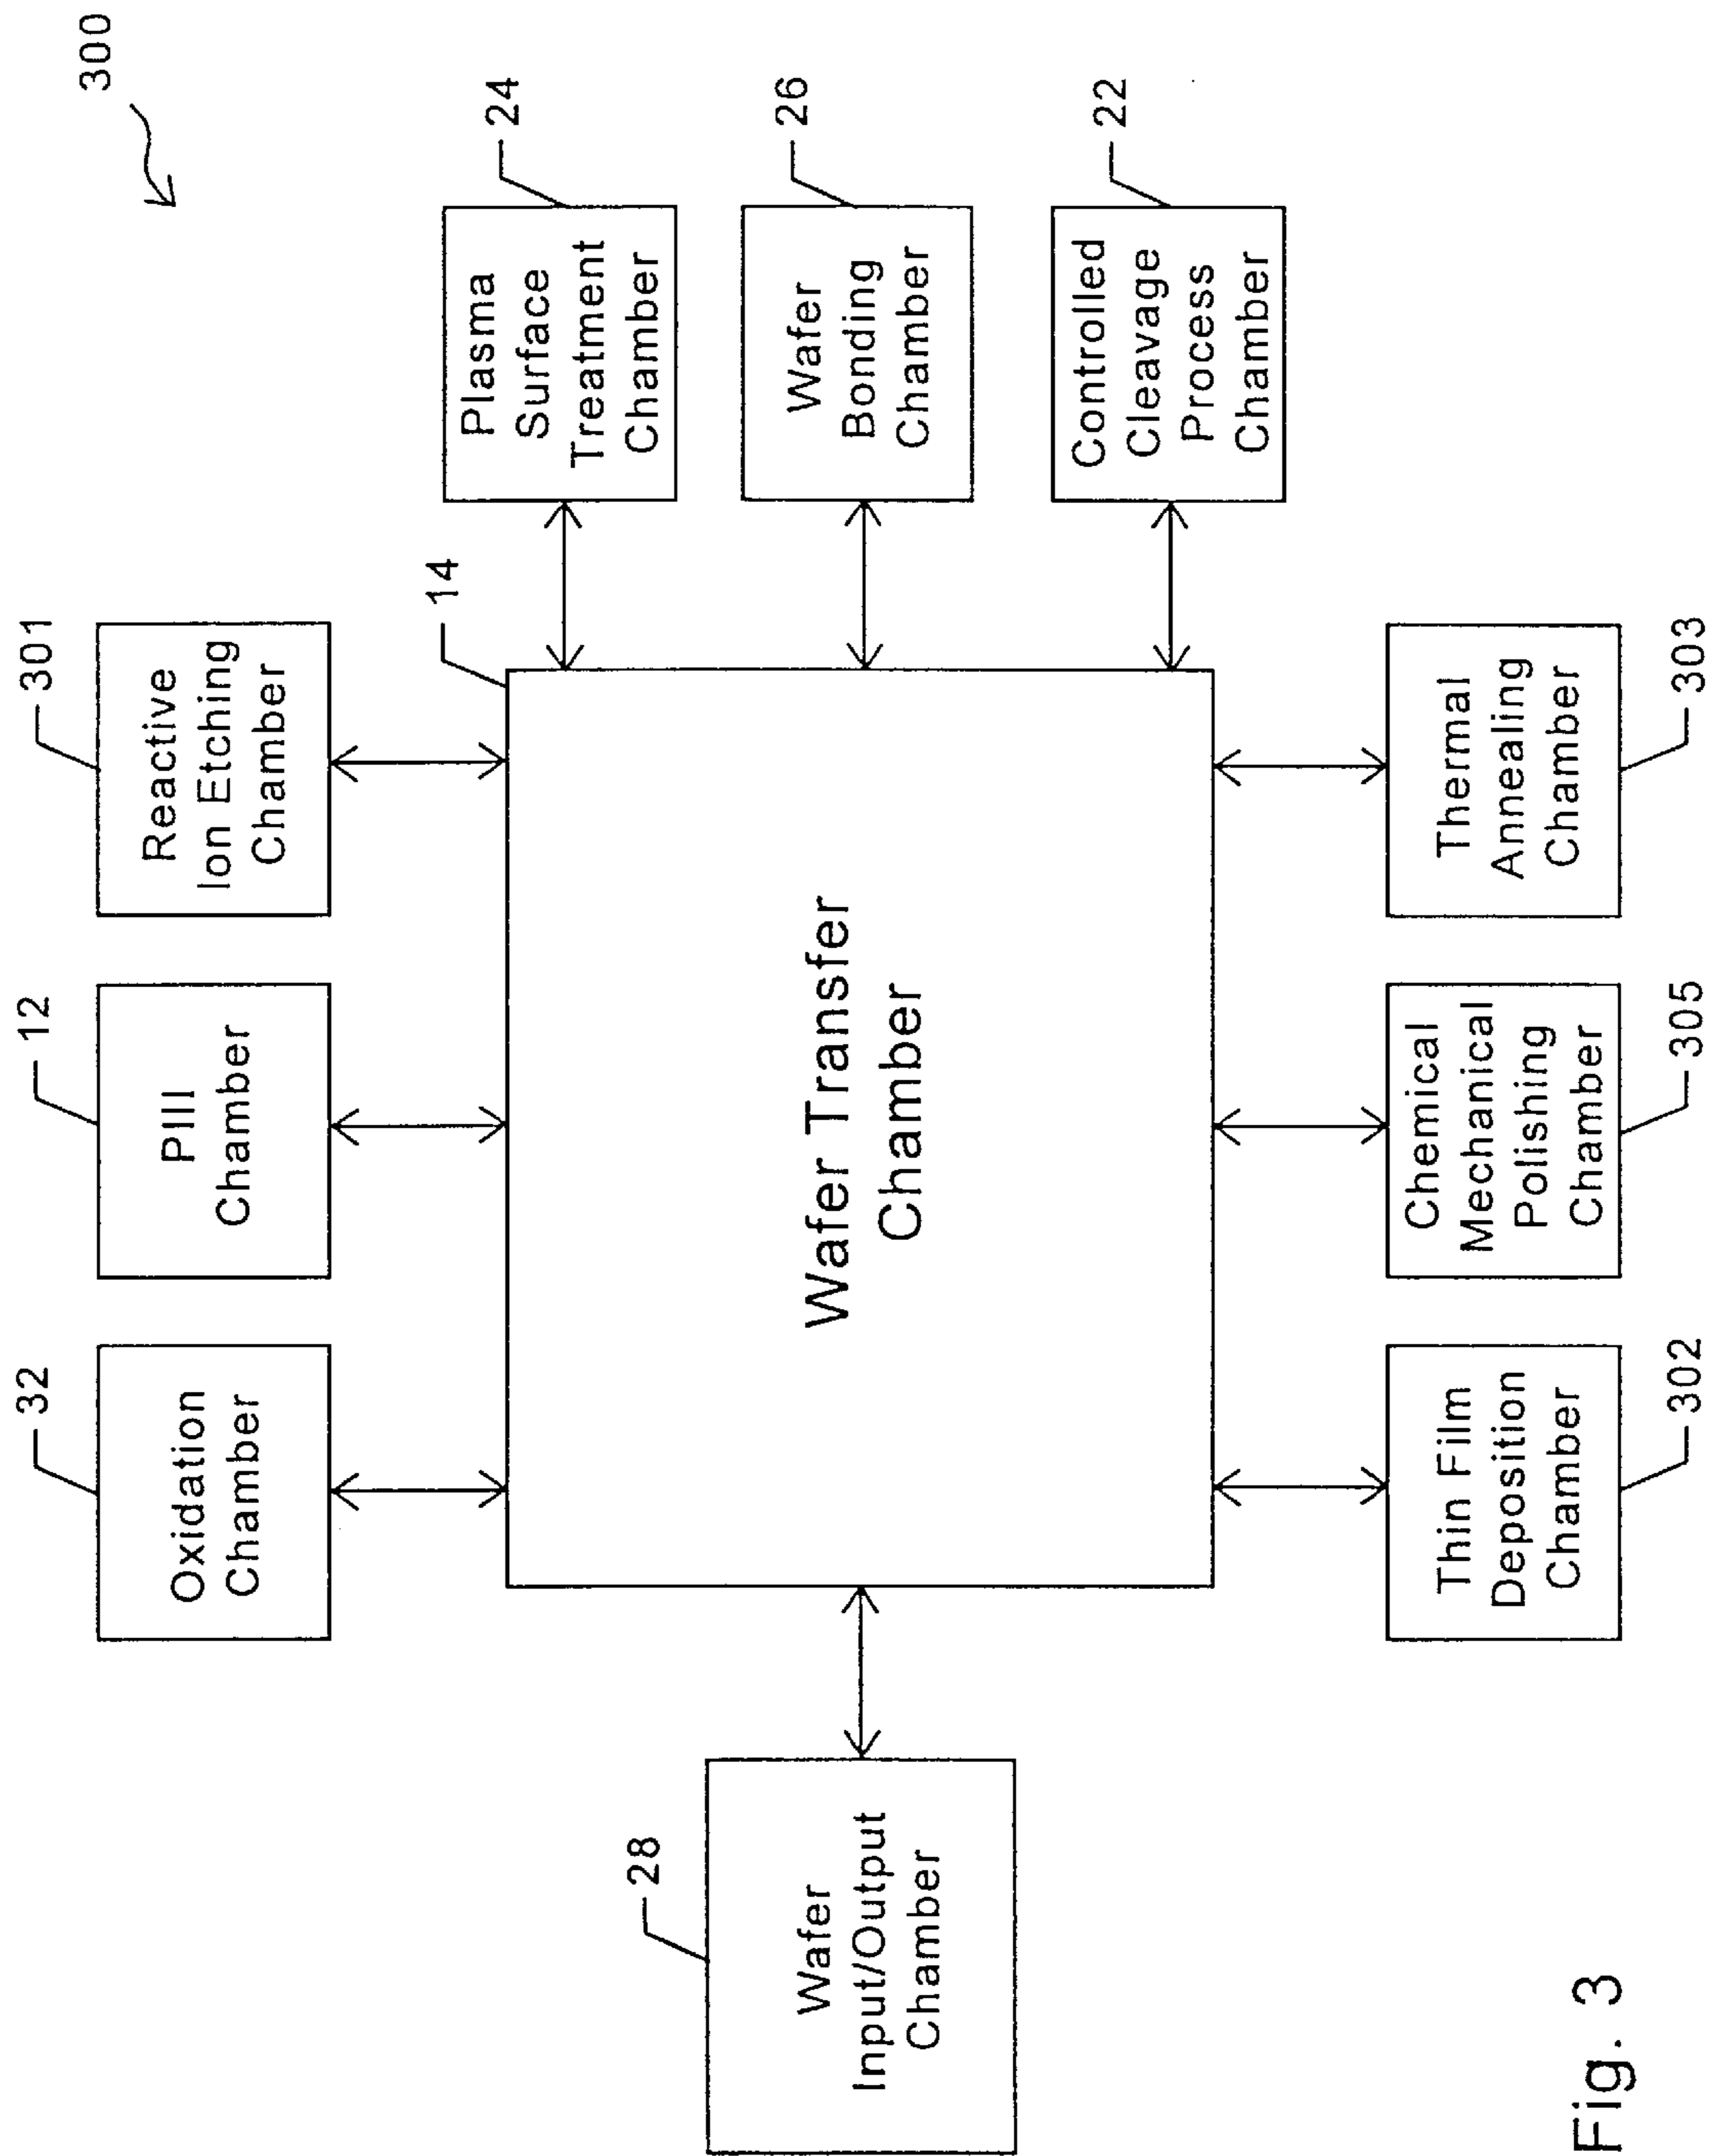 300
32
Oxidation
Chamber
12
PIII
Chamber
301
Reactive
Ion Etching
Chamber
14
24
Plasma
Surface
Treatment
Chamber
28
Wafer
Input/Output
Chamber
Wafer Transfer
Chamber
26
Wafer
Bonding
Chamber
22
Controlled
Cleavage
Process
Chamber
Thin Film
Deposition
Chamber
302
Chemical
Mechanical
Polishing
Chamber
305
Thermal
Annealing
Chamber
303
Fig. 3